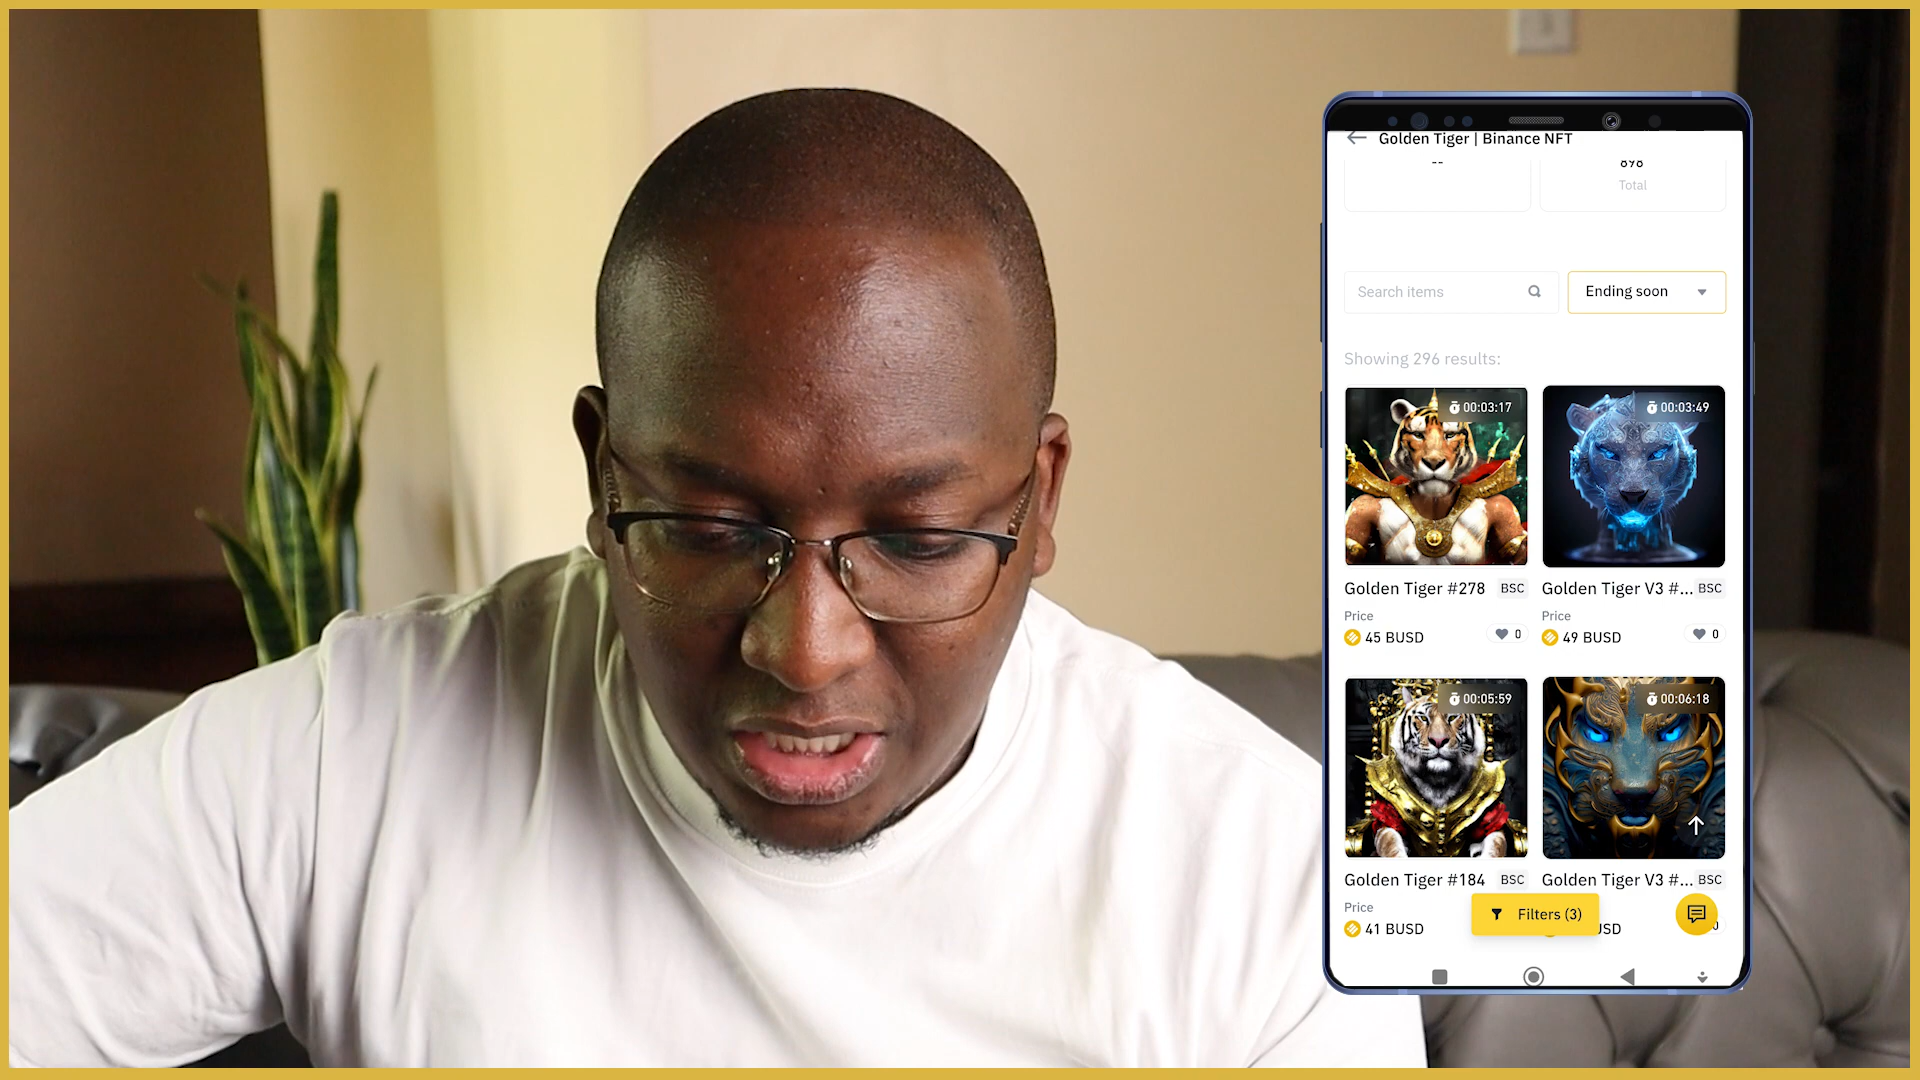 Golden Tiger | Binance NFT
--
898
Total
Search items
Ending soon
Showing 296 results:
00:03:17
00:03:49
Golden Tiger #278 BSC
Golden Tiger V3 #... BSC
Price
Price
45 BUSD
0
49 BUSD
0
00:05:59
00:06:18
Golden Tiger #184 BSC
Golden Tiger V3 #... BSC
Price
Filters (3)
41 BUSD